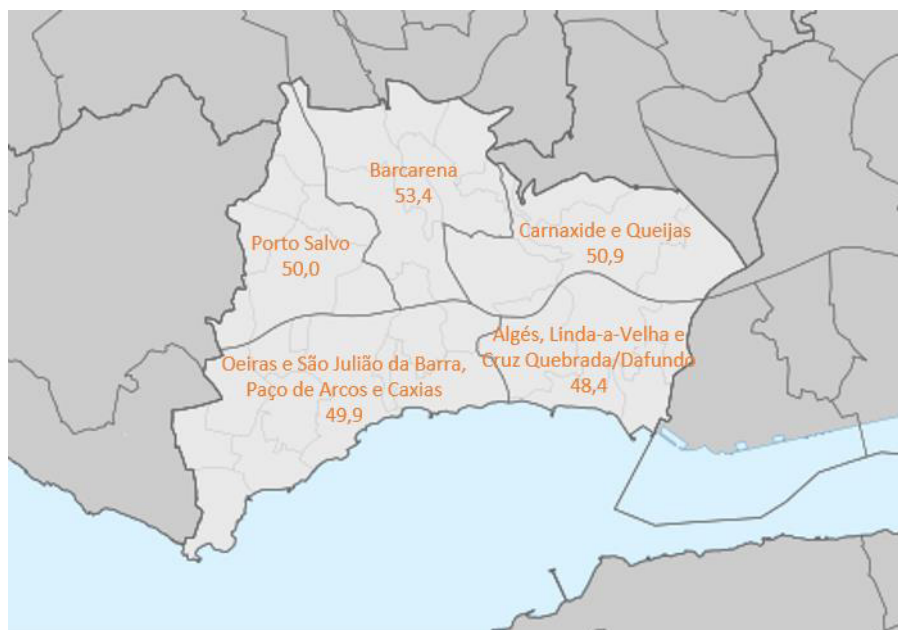 Barcarena
53,4
Carnaxide e Queijas
50,9
Porto Salvo
50,0
Algés, Linda-a-Velha e
Cruz Quebrada/Dafundo
48,4
Oeiras e São Julião da Barra,
Paço de Arcos e Caxias
49,9